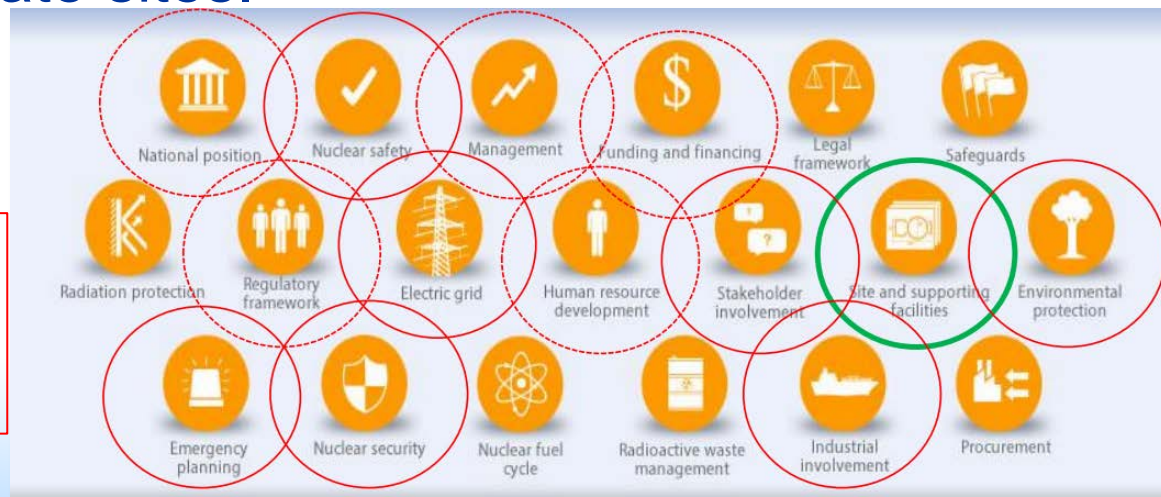 National position
Nuclear safety
Management
Funding and financing
Legal
framework
Safeguards
Radiation protection
Regulatory
framework
Electric grid
Human resource
development
Stakeholder
involvement
Site and supporting
facilities
Environmental
protection
Emergency
planning
Nuclear security
Nuclear fuel
cycle
Radioactive waste
management
Industrial
involvement
Procurement